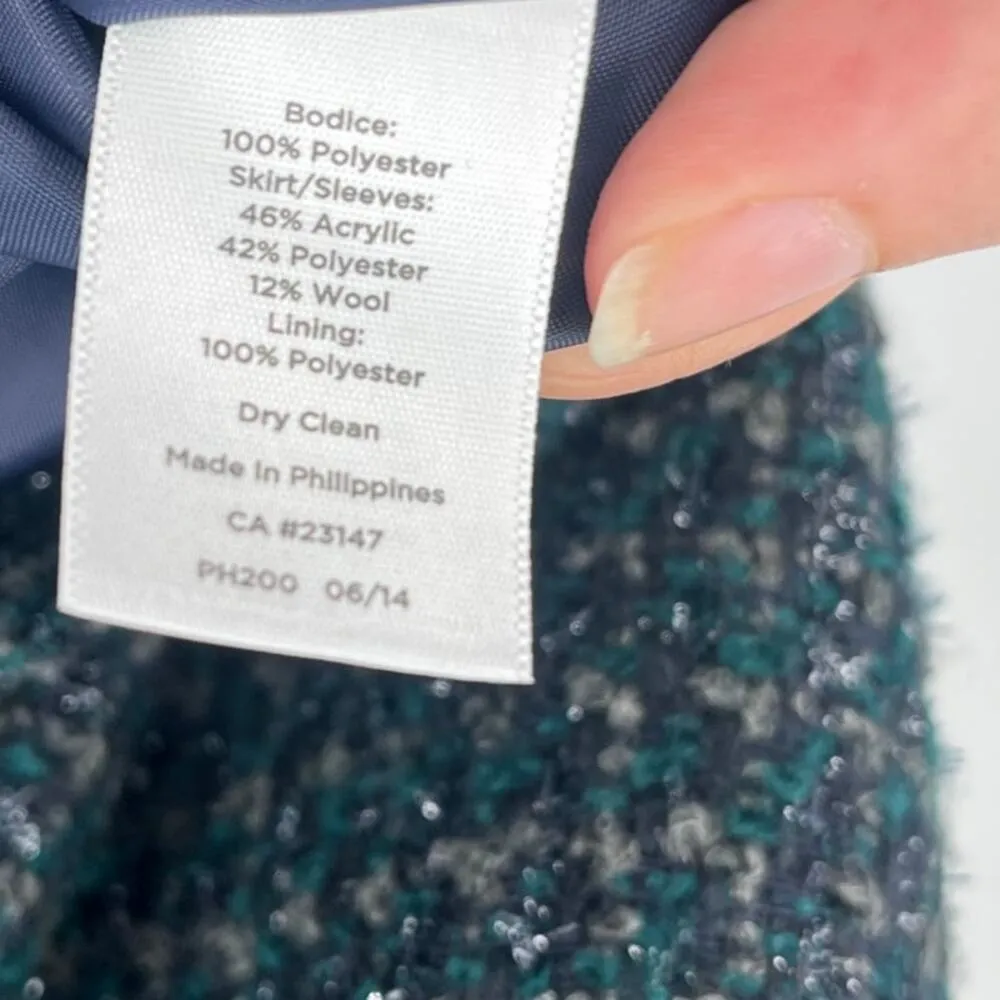 Bodice:
100% Polyester
Skirt/Sleeves:
46% Acrylic
42% Polyester
12% Wool
Lining:
100% Polyester
Dry Clean
Made in Philippines
CA #23147
PH200 06/14